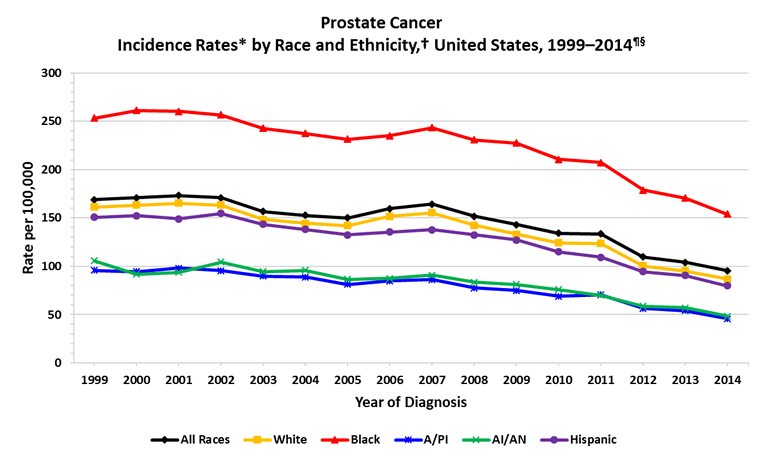 Prostate Cancer
Incidence Rates* by Race and Ethnicity,† United States, 1999–2014¶§
300
250
200
150
100
50
0
Rate per 100,000
1999 2000 2001 2002 2003 2004 2005 2006 2007 2008 2009 2010 2011 2012 2013 2014
Year of Diagnosis
All Races White Black A/PI AI/AN Hispanic